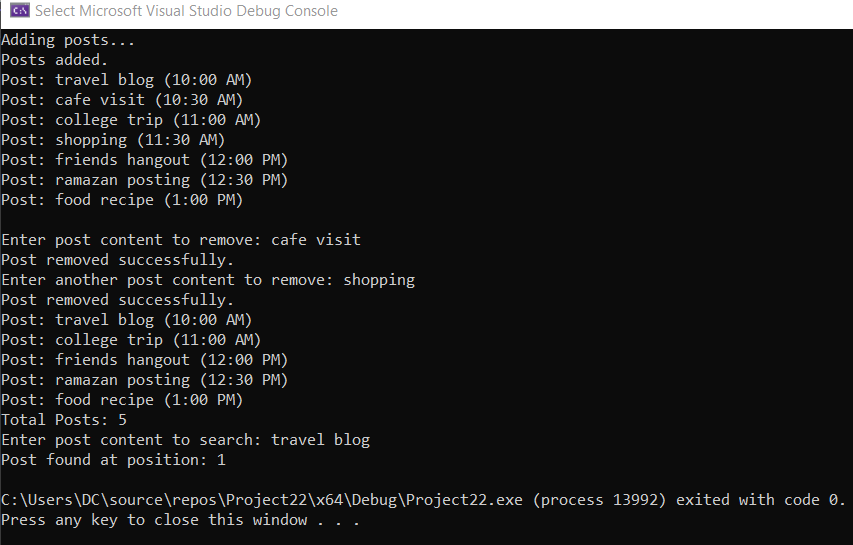 Select Microsoft Visual Studio Debug Console
Adding posts...
Posts added.
Post: travel blog (10:00 AM)
Post: cafe visit (10:30 AM)
Post: college trip (11:00 AM)
Post: shopping (11:30 AM)
Post: friends hangout (12:00 PM)
Post: ramazan posting (12:30 PM)
Post: food recipe (1:00 PM)
Enter post content to remove: cafe visit
Post removed successfully.
Enter another post content to remove: shopping
Post removed successfully.
Post: travel blog (10:00 AM)
Post: college trip (11:00 AM)
Post: friends hangout (12:00 PM)
Post: ramazan posting (12:30 PM)
Post: food recipe (1:00 PM)
Total Posts: 5
Enter post content to search: travel blog
Post found at position: 1
C:\Users\DC\source\repos\Project22\x64\Debug\Project22.exe (process 13992) exited with code 0.
Press any key to close this window . . .